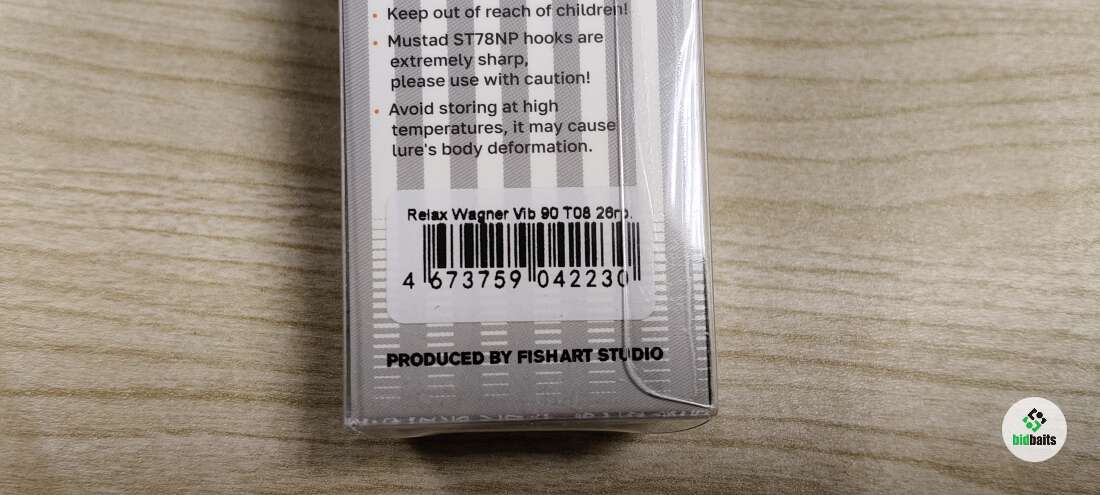 • Keep out of reach of children!
• Mustad ST78NP hooks are
extremely sharp,
please use with caution!
• Avoid storing at high
temperatures, it may cause
lure's body deformation.
Relax Wagner Vib 90 T08 26гр.
4 673759 042230
PRODUCED BY FISHART STUDIO
bidbaits